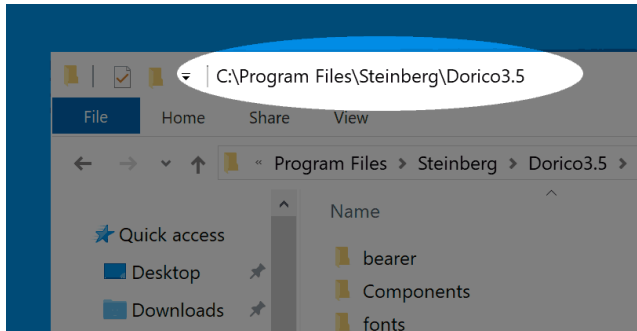 C:\Program Files\Steinberg\Dorico3.5
File Home Share View
« Program Files > Steinberg > Dorico3.5 >
Name
Quick access
bearer
Desktop
Components
Downloads
fonts